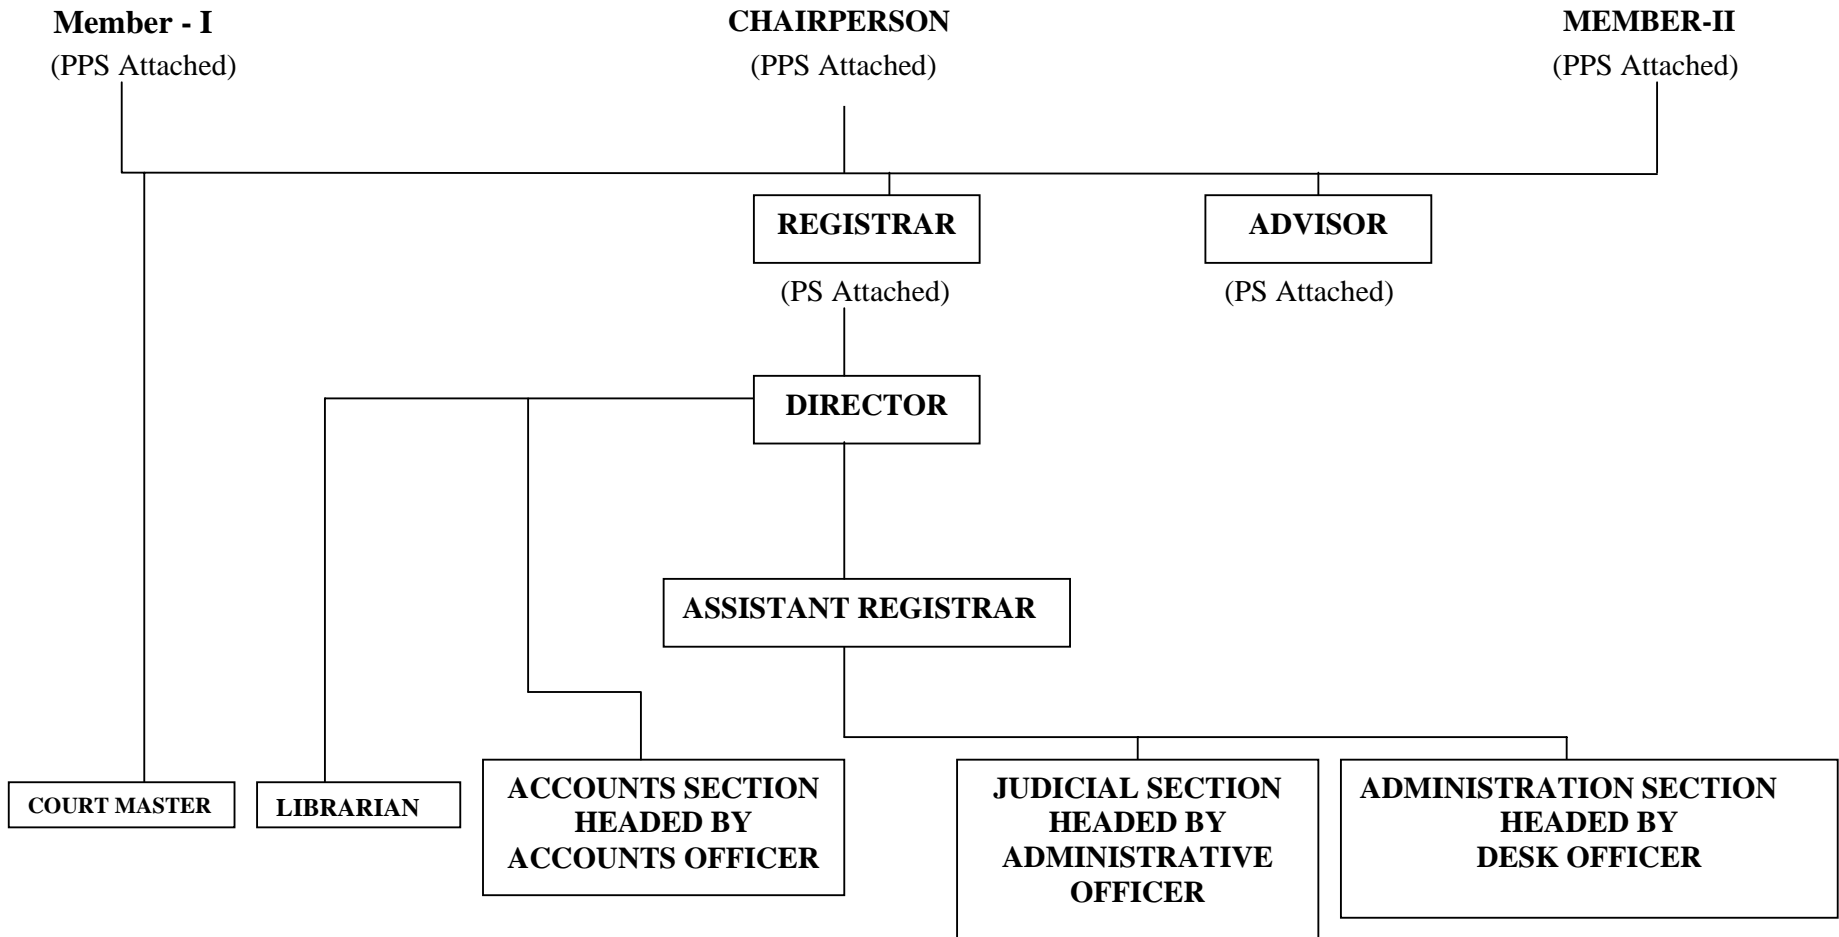 Member - I
CHAIRPERSON
MEMBER-II
(PPS Attached)
(PPS Attached)
(PPS Attached)
REGISTRAR
ADVISOR
(PS Attached)
(PS Attached)
DIRECTOR
ASSISTANT REGISTRAR
COURT MASTER
LIBRARIAN
ACCOUNTS SECTION
HEADED BY
ACCOUNTS OFFICER
JUDICIAL SECTION
HEADED BY
ADMINISTRATIVE
OFFICER
ADMINISTRATION SECTION
HEADED BY
DESK OFFICER